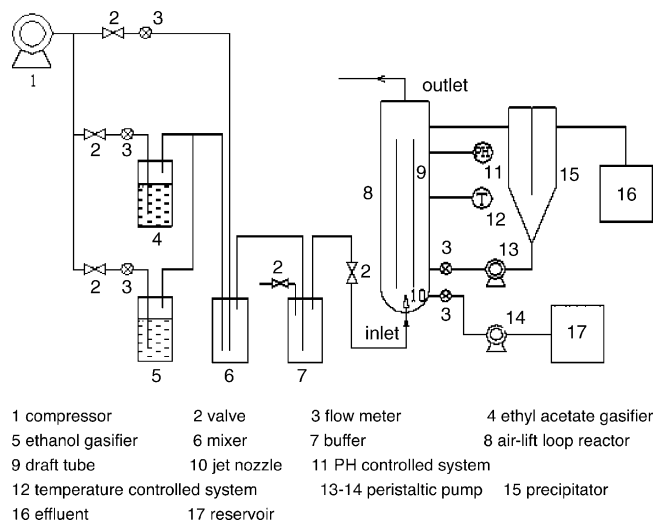 2 3
1
outlet
2 3
PH
9
8
11
15
16
T
12
4
3 13
2
2
2 3
10
3
14
inlet
17
5 6 7
1 compressor 2 valve 3 flow meter 4 ethyl acetate gasifier
5 ethanol gasifier 6 mixer 7 buffer 8 air-lift loop reactor
9 draft tube 10 jet nozzle 11 PH controlled system
12 temperature controlled system 13-14 peristaltic pump 15 precipitator
16 effluent 17 reservoir